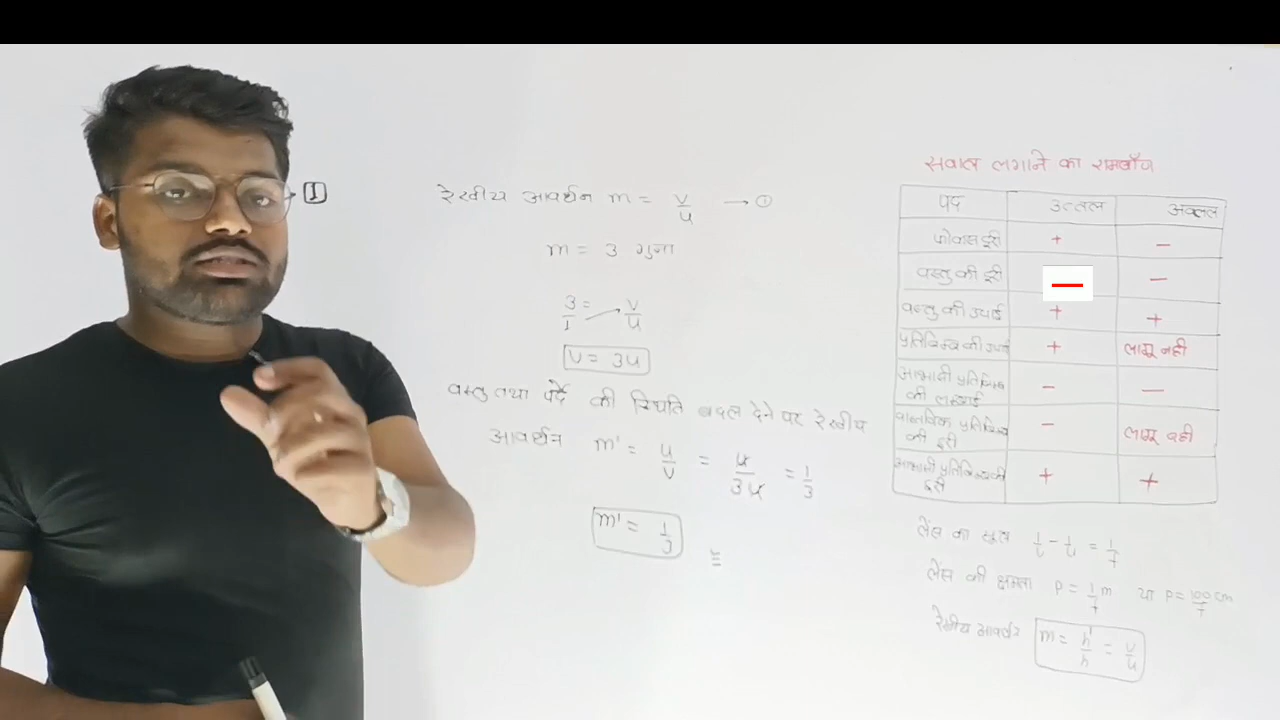 I
रेखीय आवर्धन m = v/u → ①
m = 3 गुना
3/1 = v/u
v = 3u
वस्तु तथा पर्दे की स्थिति बदल देने पर रेखीय
आवर्धन m' = u/v = u/3u = 1/3
m' = 1/3
सवाल लगाने का रामबाँण
पद उत्तल अवतल
फोकस दूरी + −
वस्तु की दूरी − −
वस्तु की उचाई + +
प्रतिबिम्ब की उचाई + लागू नही
आभासी प्रतिबिम्ब
की − −
वास्तविक प्रतिबिम्ब
की दूरी − लागू नही
आभासी प्रतिबिम्ब की
दूरी + +
लेंस का सूत्र 1/v − 1/u = 1/f
लेंस की क्षमता P = 1/f m या P = 100/f cm
रेखीय आवर्धन m = h'/h = v/u